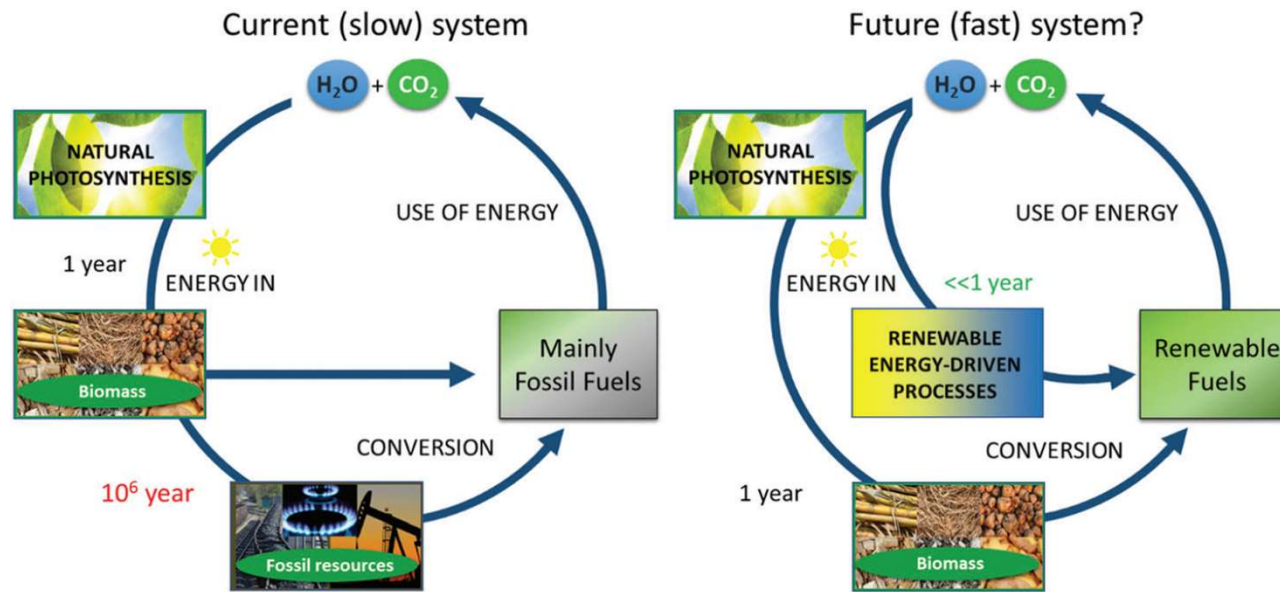 Current (slow) system
H₂O + CO₂
NATURAL
PHOTOSYNTHESIS
USE OF ENERGY
1 year
ENERGY IN
Biomass
Mainly
Fossil Fuels
CONVERSION
10⁶ year
Fossil resources
Future (fast) system?
H₂O + CO₂
NATURAL
PHOTOSYNTHESIS
USE OF ENERGY
ENERGY IN
<<1 year
RENEWABLE
ENERGY-DRIVEN
PROCESSES
Renewable
Fuels
CONVERSION
1 year
Biomass